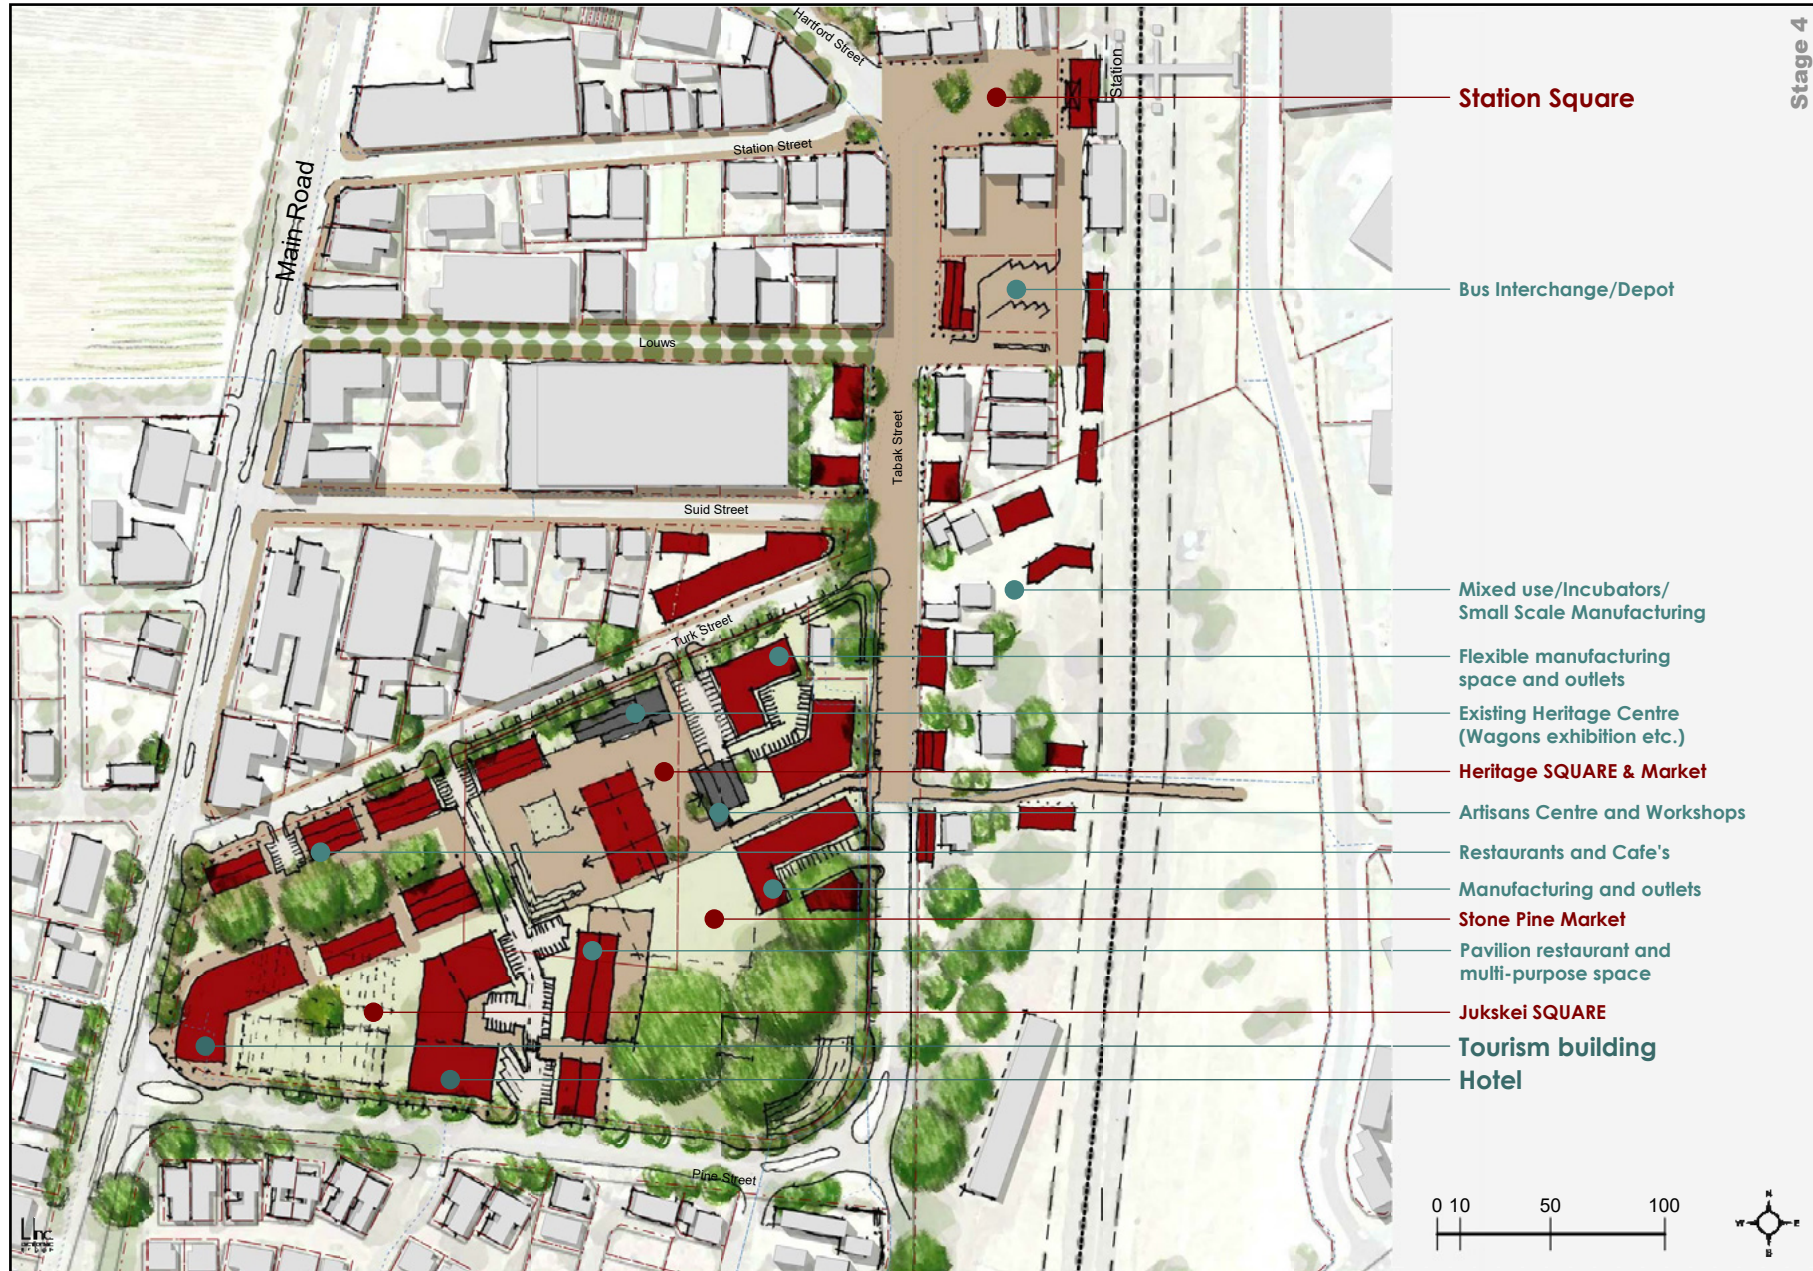 Stage 4
Hartford Street
Station
Station Square
Station Street
Main Road
Bus Interchange/Depot
Louws
Tabak Street
Suid Street
Mixed use/Incubators/
Small Scale Manufacturing
Turk Street
Flexible manufacturing
space and outlets
Existing Heritage Centre
(Wagons exhibition etc.)
Heritage SQUARE & Market
Artisans Centre and Workshops
Restaurants and Cafe's
Manufacturing and outlets
Stone Pine Market
Pavilion restaurant and
multi-purpose space
Jukskei SQUARE
Tourism building
Hotel
Pine Street
0 10 50 100
N
W E